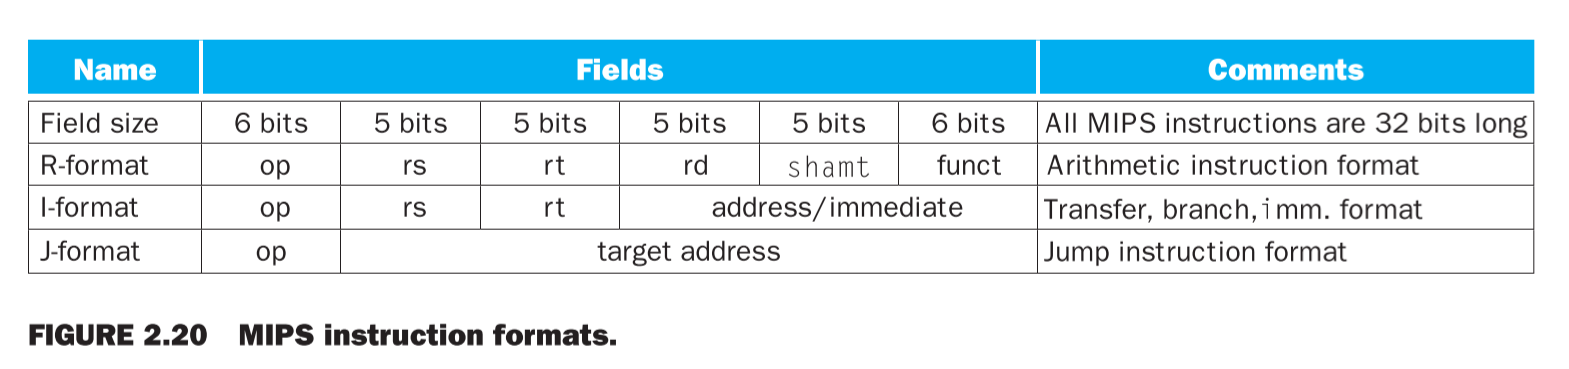 Name Fields Comments
Field size 6 bits 5 bits 5 bits 5 bits 5 bits 6 bits All MIPS instructions are 32 bits long
R-format op rs rt rd shamt funct Arithmetic instruction format
I-format op rs rt address/immediate Transfer, branch,imm. format
J-format op target address Jump instruction format
FIGURE 2.20 MIPS instruction formats.